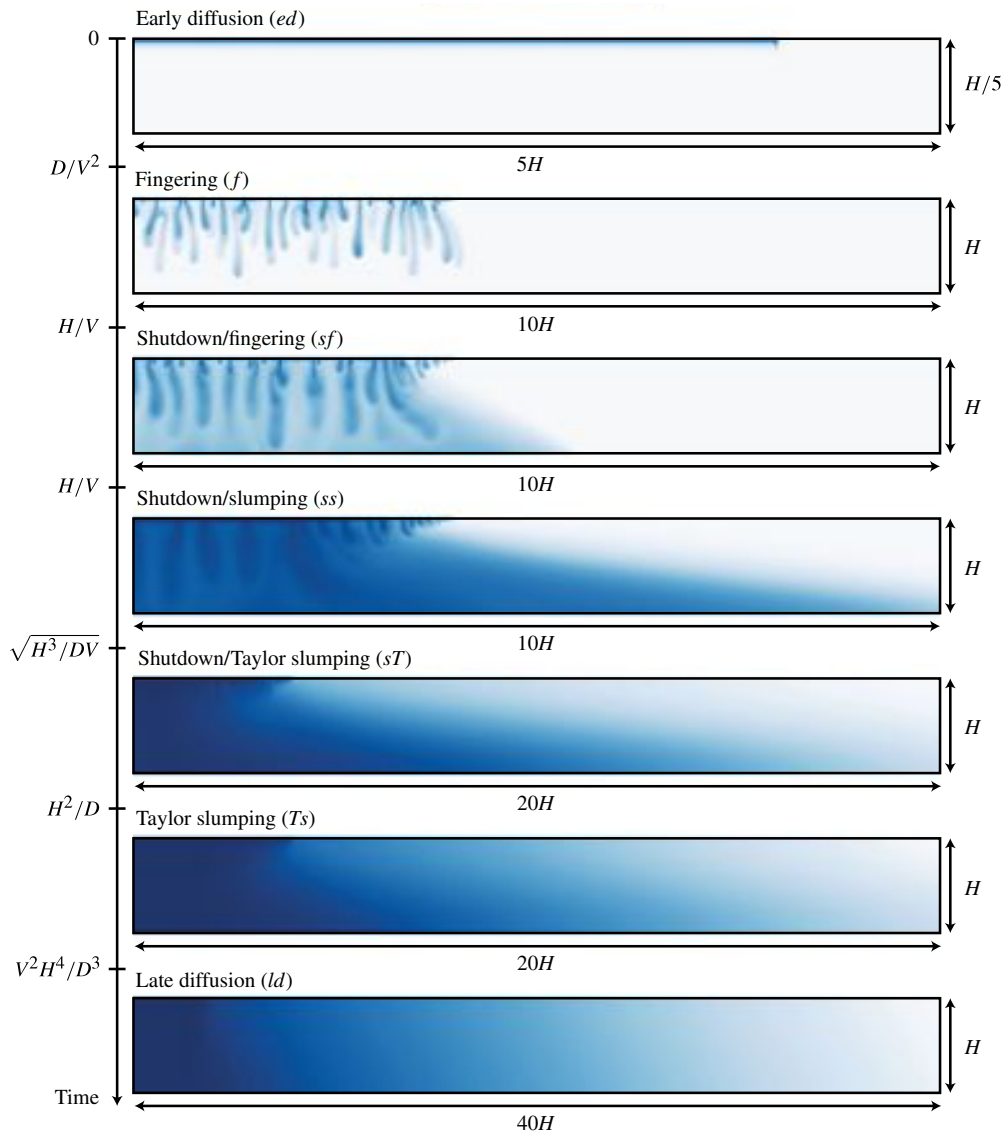 Early diffusion (ed)
0
H/5
5H
D/V²
Fingering (f)
H
10H
H/V
Shutdown/fingering (sf)
H
10H
H/V
Shutdown/slumping (ss)
H
10H
√H³/DV
Shutdown/Taylor slumping (sT)
H
20H
H²/D
Taylor slumping (Ts)
H
20H
V²H⁴/D³
Late diffusion (ld)
H
Time
40H